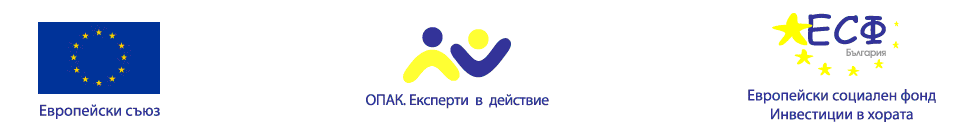 Европейски съюз
ОПАК. Експерти в действие
ЕСФ
България
Европейски социален фонд
Инвестиции в хората